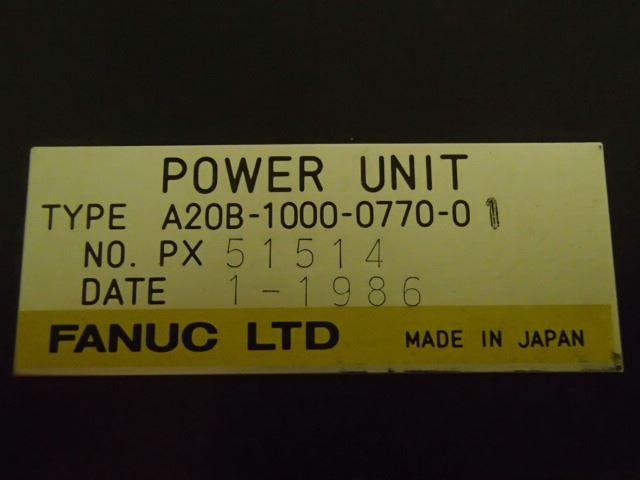 POWER UNIT
TYPE A20B-1000-0770-01
NO. PX 51514
DATE 1-1986
FANUC LTD MADE IN JAPAN